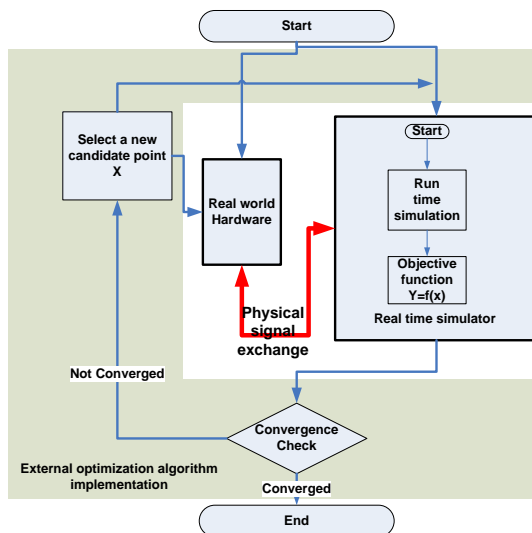 Start
Select a new
candidate point
X
Start
Real world
Hardware
Run
time
simulation
Objective
function
Y=f(x)
Physical
signal
exchange
Real time simulator
Not Converged
Convergence
Check
External optimization algorithm
implementation
Converged
End